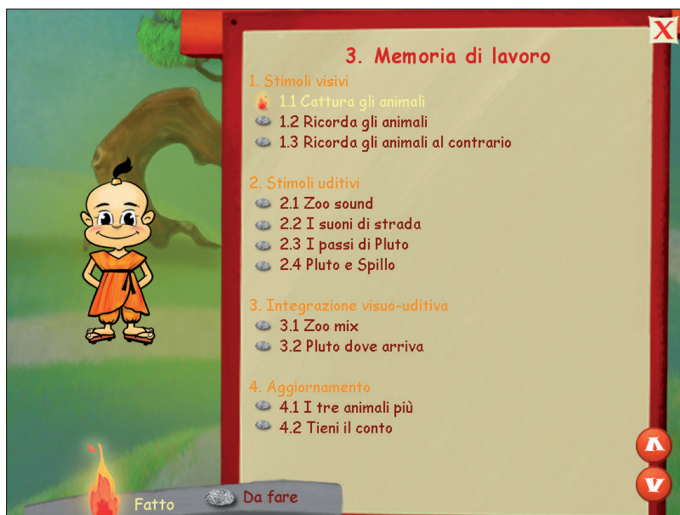 X
3. Memoria di lavoro
1. Stimoli visivi
1.1 Cattura gli animali
1.2 Ricorda gli animali
1.3 Ricorda gli animali al contrario
2. Stimoli uditivi
2.1 Zoo sound
2.2 I suoni di strada
2.3 I passi di Pluto
2.4 Pluto e Spillo
3. Integrazione visuo-uditiva
3.1 Zoo mix
3.2 Pluto dove arriva
4. Aggiornamento
4.1 I tre animali più
4.2 Tieni il conto
Fatto
Da fare